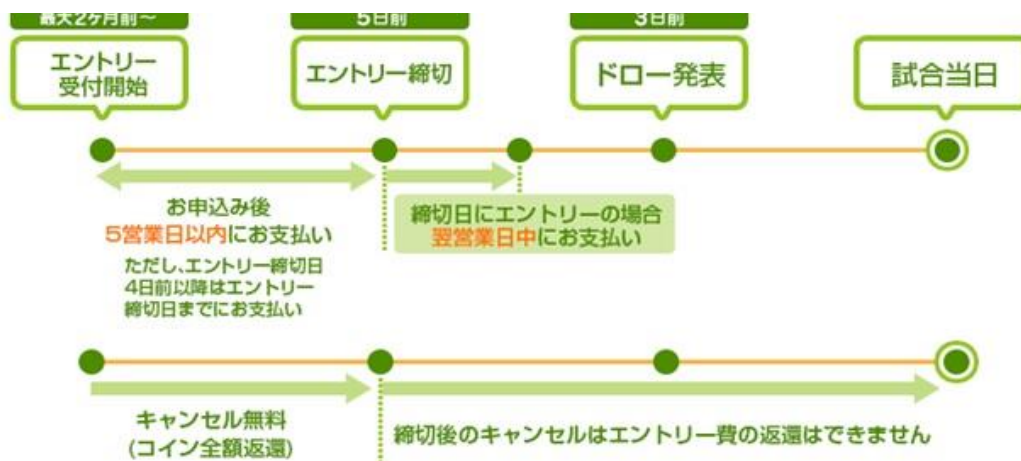 最大2ヶ月前～
5日前
3日前
エントリー
受付開始
エントリー締切
ドロー発表
試合当日
お申込み後
5営業日以内にお支払い
ただし、エントリー締切日
4日前以降はエントリー
締切日までにお支払い
締切日にエントリーの場合
翌営業日中にお支払い
キャンセル無料
(コイン全額返還)
締切後のキャンセルはエントリー費の返還はできません